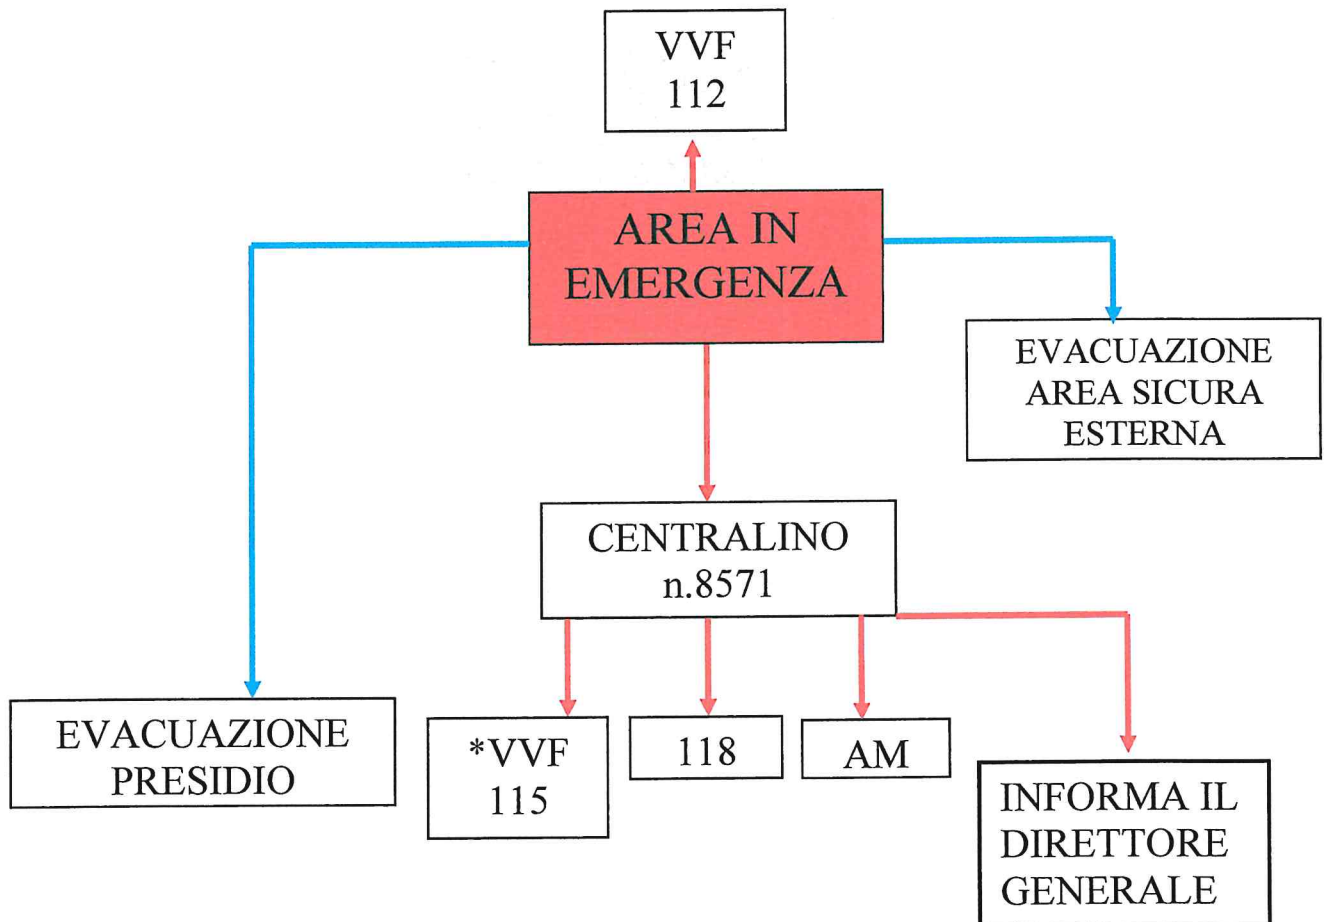 VVF
112
AREA IN
EMERGENZA
EVACUAZIONE
AREA SICURA
ESTERNA
CENTRALINO
n.8571
EVACUAZIONE
PRESIDIO
*VVF
115
118
AM
INFORMA IL
DIRETTORE
GENERALE